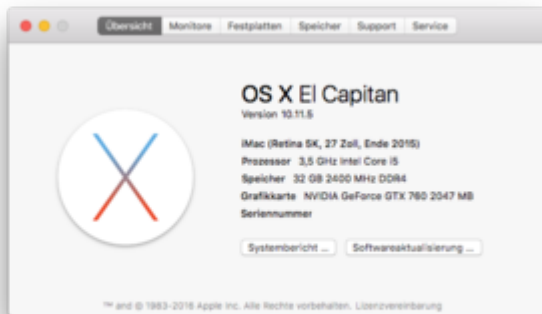 Übersicht Monitore Festplatten Speicher Support Service
OS X El Capitan
Version 10.11.5
iMac (Retina 5K, 27 Zoll, Ende 2015)
Prozessor 3,5 GHz Intel Core i5
Speicher 32 GB 2400 MHz DDR4
Grafikkarte NVIDIA GeForce GTX 760 2047 MB
Seriennummer
Systembericht ... Softwareaktualisierung ...
™ and © 1983-2016 Apple Inc. Alle Rechte vorbehalten. Lizenzvereinbarung